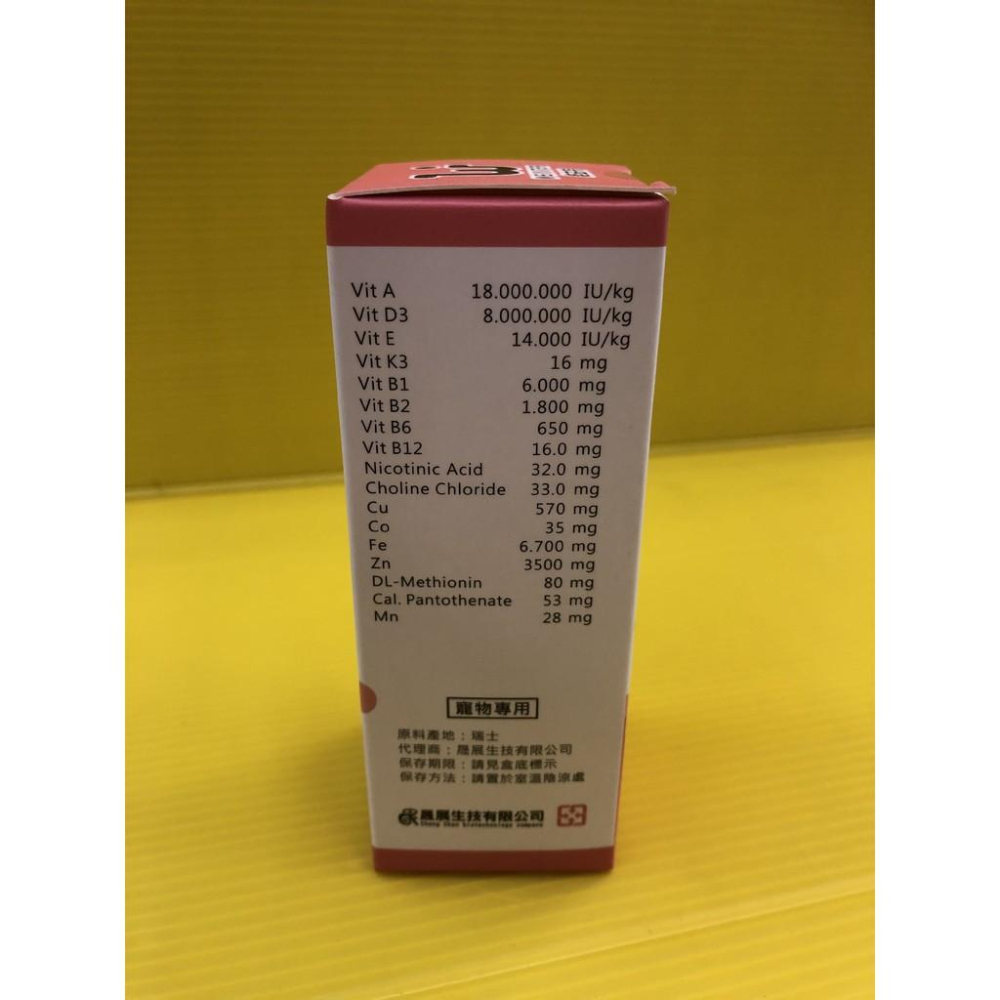 Vit A 18.000.000 IU/kg
Vit D3 8.000.000 IU/kg
Vit E 14.000 IU/kg
Vit K3 16 mg
Vit B1 6.000 mg
Vit B2 1.800 mg
Vit B6 650 mg
Vit B12 16.0 mg
Nicotinic Acid 32.0 mg
Choline Chloride 33.0 mg
Cu 570 mg
Co 35 mg
Fe 6.700 mg
Zn 3500 mg
DL-Methionin 80 mg
Cal. Pantothenate 53 mg
Mn 28 mg
寵物專用
原料產地：瑞士
代理商：晟展生技有限公司
保存期限：請見盒底標示
保存方法：請置於室溫陰涼處
晟展生技有限公司